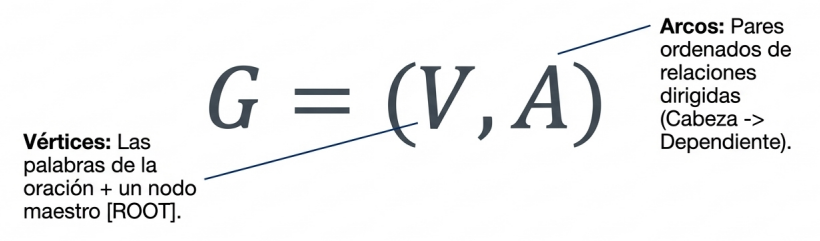 Arcos: Pares
ordenados de
relaciones
dirigidas
(Cabeza ->
Dependiente).
G = (V, A)
Vértices: Las
palabras de la
oración + un nodo
maestro [ROOT].